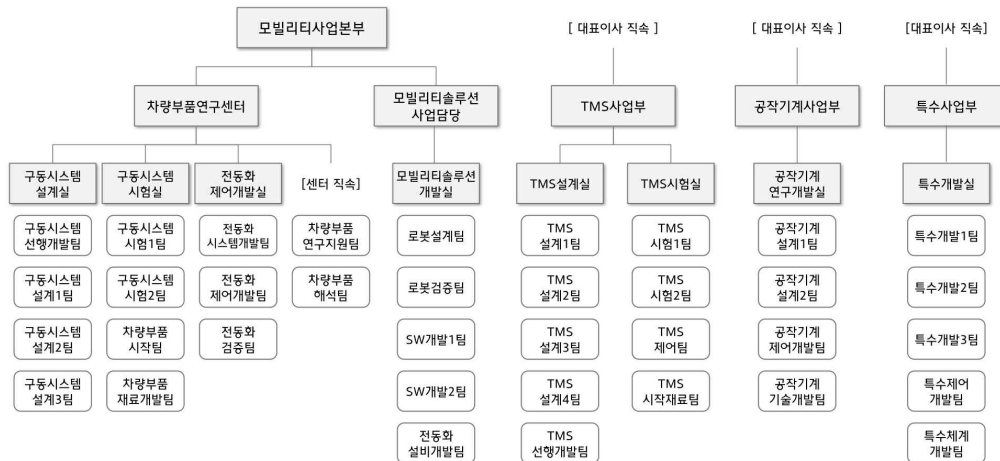 모빌리티사업본부
[ 대표이사 직속 ]
[ 대표이사 직속 ]
[대표이사 직속]
차량부품연구센터
모빌리티솔루션
사업담당
TMS사업부
공작기계사업부
특수사업부
구동시스템
설계실
구동시스템
시험실
전동화
제어개발실
[센터 직속]
모빌리티솔루션
개발실
TMS설계실
TMS시험실
공작기계
연구개발실
특수개발실
구동시스템
선행개발팀
구동시스템
시험1팀
전동화
시스템개발팀
차량부품
연구지원팀
로봇설계팀
TMS
설계1팀
TMS
시험1팀
공작기계
설계1팀
특수개발1팀
구동시스템
설계1팀
구동시스템
시험2팀
전동화
제어개발팀
차량부품
해석팀
로봇검증팀
TMS
설계2팀
TMS
시험2팀
공작기계
설계2팀
특수개발2팀
구동시스템
설계2팀
차량부품
시작팀
전동화
검증팀
SW개발1팀
TMS
설계3팀
TMS
제어팀
공작기계
제어개발팀
특수개발3팀
구동시스템
설계3팀
차량부품
재료개발팀
SW개발2팀
TMS
설계4팀
TMS
시작재료팀
공작기계
기술개발팀
특수제어
개발팀
전동화
설비개발팀
TMS
선행개발팀
특수체계
개발팀